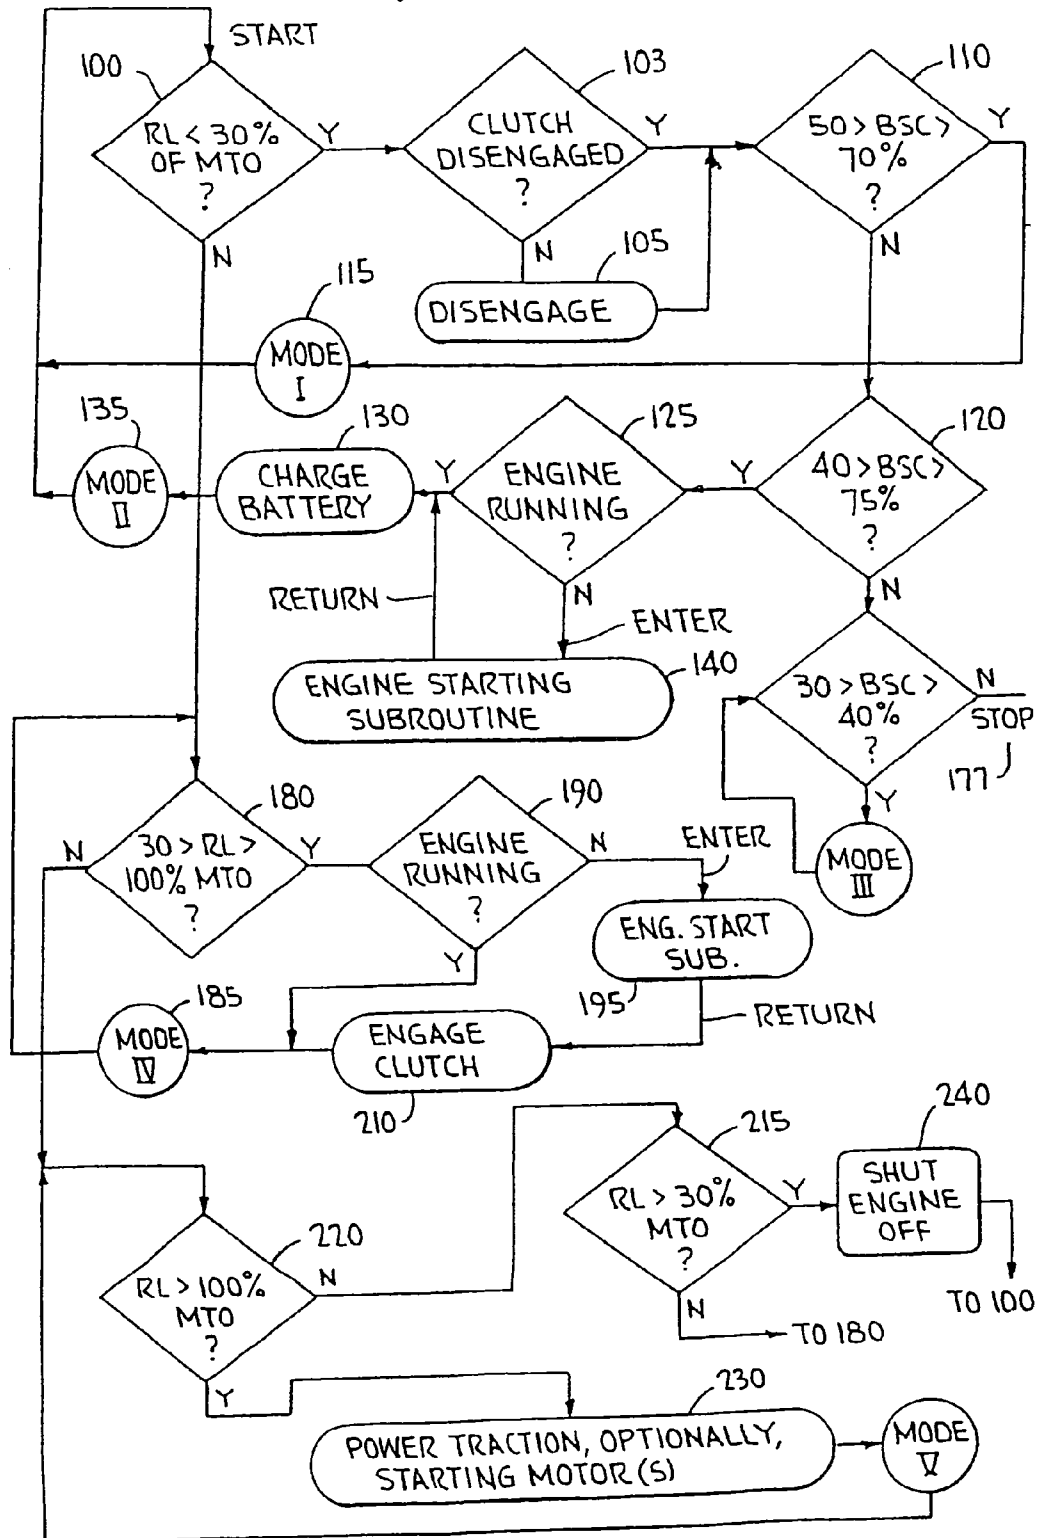 START
100
RL < 30%
OF MTO
?
Y
N
103
CLUTCH
DISENGAGED
?
Y
N
110
50 > BSC >
70%
?
Y
N
105
DISENGAGE
115
MODE
I
135
MODE
II
130
CHARGE
BATTERY
125
Y
ENGINE
RUNNING
?
N
120
Y
40 > BSC >
75%
?
N
RETURN
ENTER
140
ENGINE STARTING
SUBROUTINE
30 > BSC >
40%
?
N
STOP
177
Y
MODE
III
180
N
30 > RL >
100% MTO
?
Y
190
ENGINE
RUNNING
?
N
Y
ENTER
ENG. START
SUB.
195
RETURN
185
MODE
IV
ENGAGE
CLUTCH
210
215
RL > 30%
MTO
?
Y
N
TO 180
240
SHUT
ENGINE
OFF
TO 100
220
RL > 100%
MTO
?
N
Y
230
POWER TRACTION, OPTIONALLY,
STARTING MOTOR(S)
MODE
V